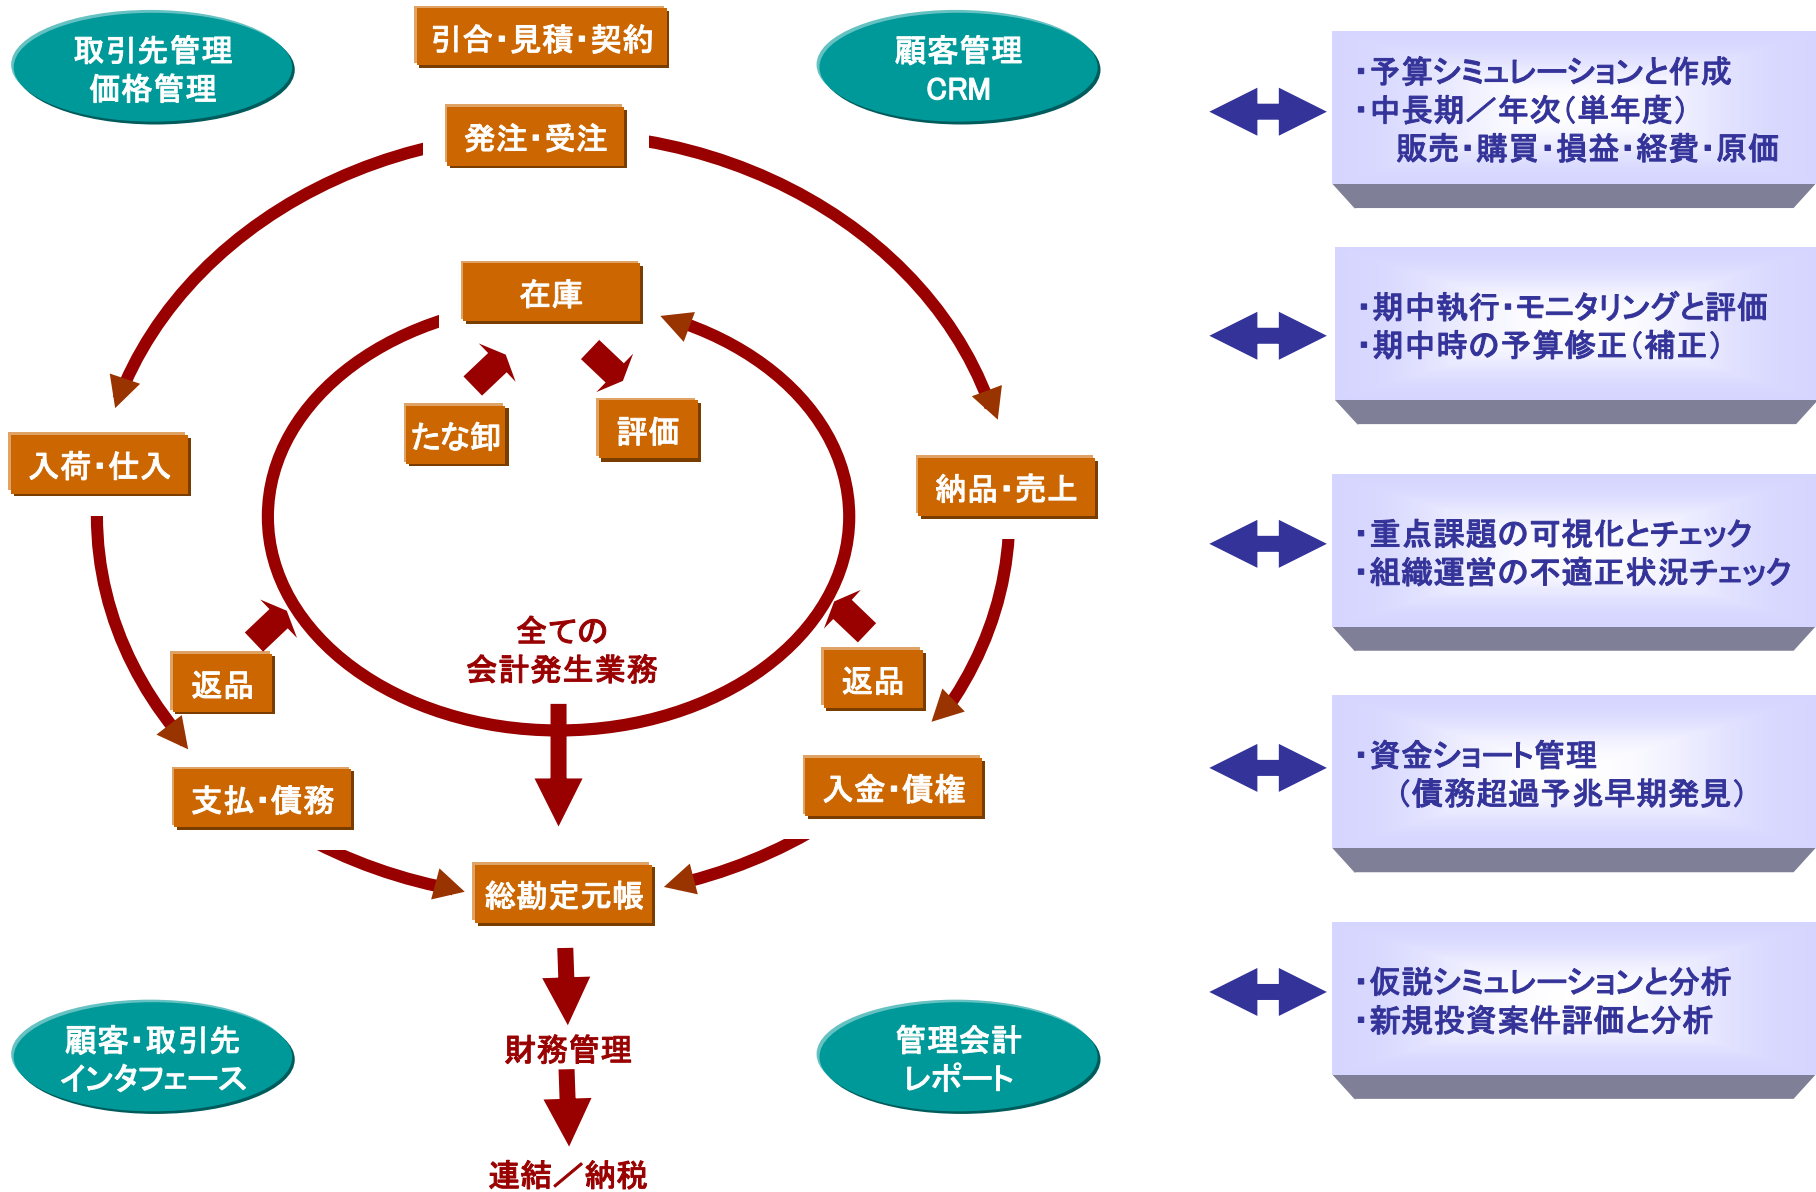 取引先管理
価格管理
引合・見積・契約
顧客管理
CRM
発注・受注
在庫
たな卸
評価
入荷・仕入
納品・売上
全ての
会計発生業務
返品
返品
支払・債務
入金・債権
総勘定元帳
顧客・取引先
インタフェース
財務管理
管理会計
レポート
連結／納税
・予算シミュレーションと作成
・中長期／年次（単年度）
販売・購買・損益・経費・原価
・期中執行・モニタリングと評価
・期中時の予算修正（補正）
・重点課題の可視化とチェック
・組織運営の不適正状況チェック
・資金ショート管理
（債務超過予兆早期発見）
・仮説シミュレーションと分析
・新規投資案件評価と分析